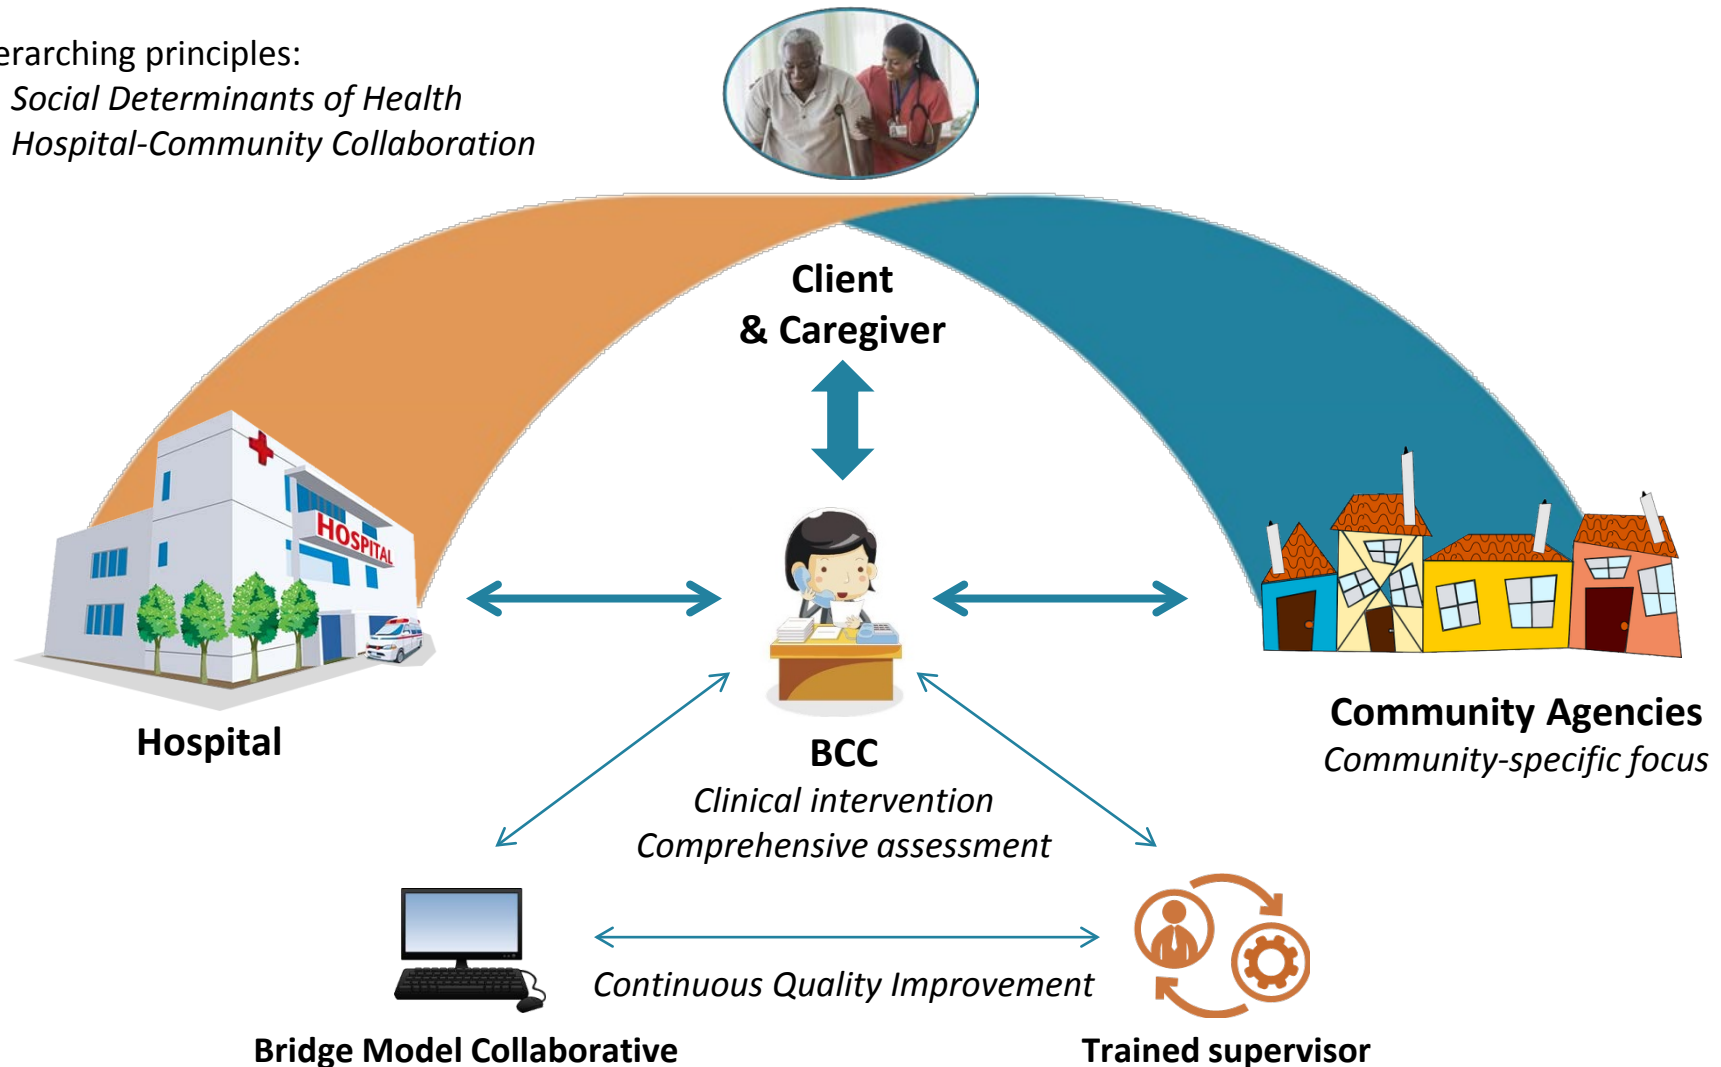 erarching principles:
Social Determinants of Health
Hospital-Community Collaboration
Client
& Caregiver
HOSPITAL
Hospital
BCC
Clinical intervention
Comprehensive assessment
Community Agencies
Community-specific focus
Continuous Quality Improvement
Bridge Model Collaborative
Trained supervisor